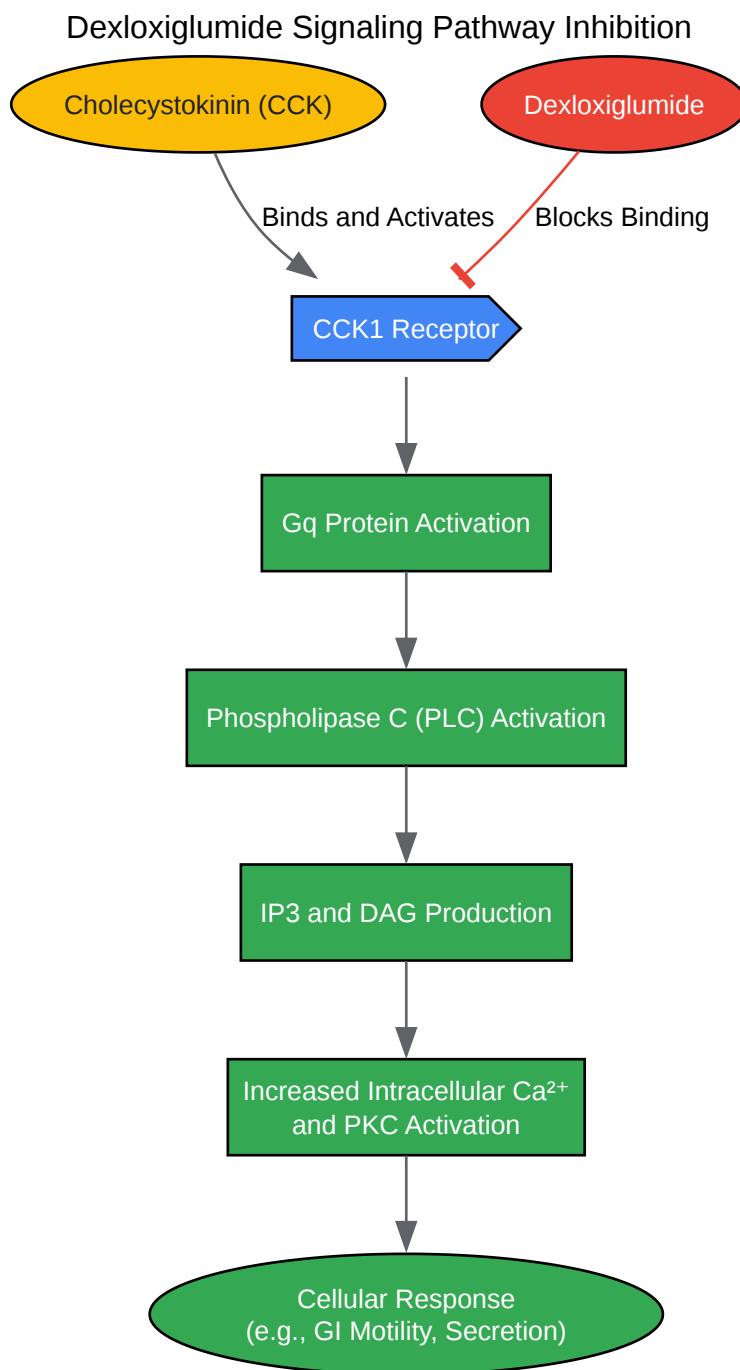 Dexloxiglumide Signaling Pathway Inhibition
Cholecystokinin (CCK)
Dexloxiglumide
Binds and Activates
Blocks Binding
CCK1 Receptor
Gq Protein Activation
Phospholipase C (PLC) Activation
IP3 and DAG Production
Increased Intracellular Ca²⁺
and PKC Activation
Cellular Response
(e.g., GI Motility, Secretion)